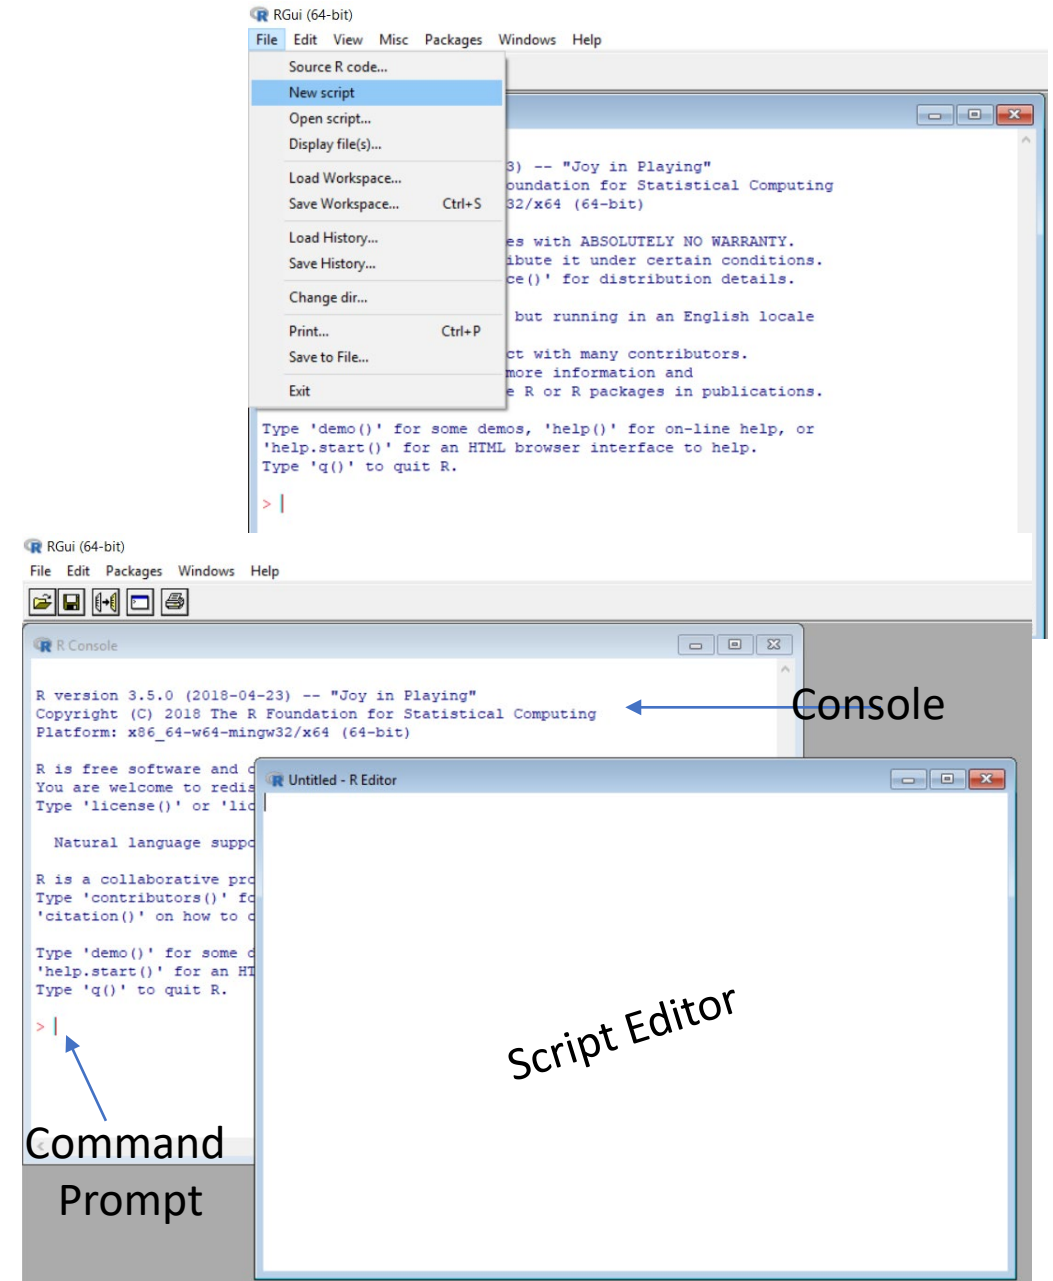 RGui (64-bit)
File Edit View Misc Packages Windows Help
Source R code...
New script
Open script...
Display file(s)...
Load Workspace...
Save Workspace... Ctrl+S
Load History...
Save History...
Change dir...
Print... Ctrl+P
Save to File...
Exit
3) -- "Joy in Playing"
oundation for Statistical Computing
32/x64 (64-bit)
es with ABSOLUTELY NO WARRANTY.
ibute it under certain conditions.
ce()' for distribution details.
but running in an English locale
ct with many contributors.
more information and
e R or R packages in publications.
Type 'demo()' for some demos, 'help()' for on-line help, or
'help.start()' for an HTML browser interface to help.
Type 'q()' to quit R.
>
RGui (64-bit)
File Edit Packages Windows Help
R Console
R version 3.5.0 (2018-04-23) -- "Joy in Playing"
Copyright (C) 2018 The R Foundation for Statistical Computing
Platform: x86_64-w64-mingw32/x64 (64-bit)
R is free software and c
You are welcome to redis
Type 'license()' or 'lic
Natural language suppo
R is a collaborative pro
Type 'contributors()' fo
'citation()' on how to c
Type 'demo()' for some d
'help.start()' for an HT
Type 'q()' to quit R.
>
Console
Untitled - R Editor
Script Editor
Command
Prompt